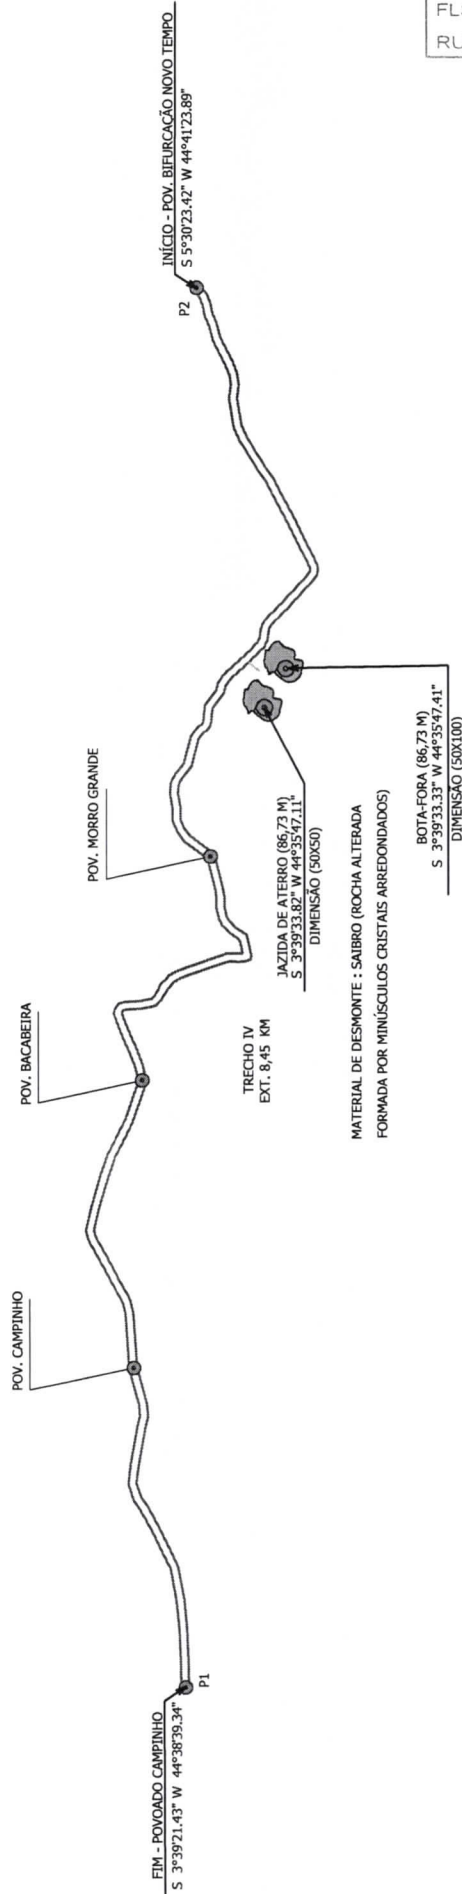 FIM - POVOADO CAMPINHO
S 3°39'21.43" W 44°38'39.34"
P1
POV. CAMPINHO
POV. BACABEIRA
POV. MORRO GRANDE
TRECHO IV
EXT. 8,45 KM
JAZIDA DE ATERRO (86,73 M)
S 3°39'33.82" W 44°35'47.11"
DIMENSÃO (50X50)
MATERIAL DE DESMONTE : SAIBRO (ROCHA ALTERADA
FORMADA POR MINÚSCULOS CRISTAIS ARREDONDADOS)
BOTA-FORA (86,73 M)
S 3°39'33.33" W 44°35'47.41"
DIMENSÃO (50X100)
INÍCIO - POV. BIFURCAÇÃO NOVO TEMPO
S 5°30'23.42" W 44°41'23.89"
P2